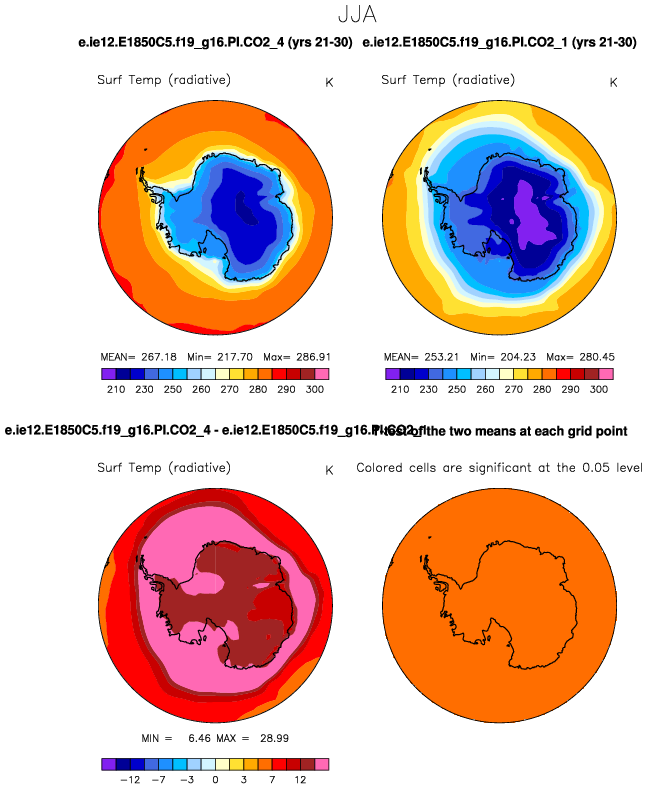 JJA
e.ie12.E1850C5.f19_g16.PI.CO2_4 (yrs 21-30) e.ie12.E1850C5.f19_g16.PI.CO2_1 (yrs 21-30)
Surf Temp (radiative) K Surf Temp (radiative) K
MEAN= 267.18 Min= 217.70 Max= 286.91 MEAN= 253.21 Min= 204.23 Max= 280.45
210 230 250 260 270 280 290 300 210 230 250 260 270 280 290 300
e.ie12.E1850C5.f19_g16.PI.CO2_4 - e.ie12.E1850C5.f19_g16.PI.CO2_1 T-test of the two means at each grid point
Surf Temp (radiative) K Colored cells are significant at the 0.05 level
MIN = 6.46 MAX = 28.99
-12 -7 -3 0 3 7 12